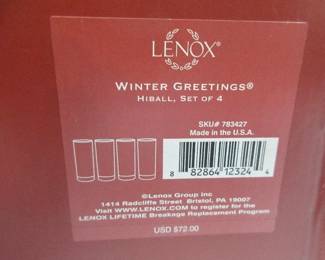 LENOX®
WINTER GREETINGS®
HIBALL, SET OF 4
SKU# 783427
Made in the U.S.A.
8 82864 12324 4
©Lenox Group Inc
1414 Radcliffe Street Bristol, PA 19007
Visit WWW.LENOX.COM to register for the
LENOX LIFETIME Breakage Replacement Program
USD $72.00